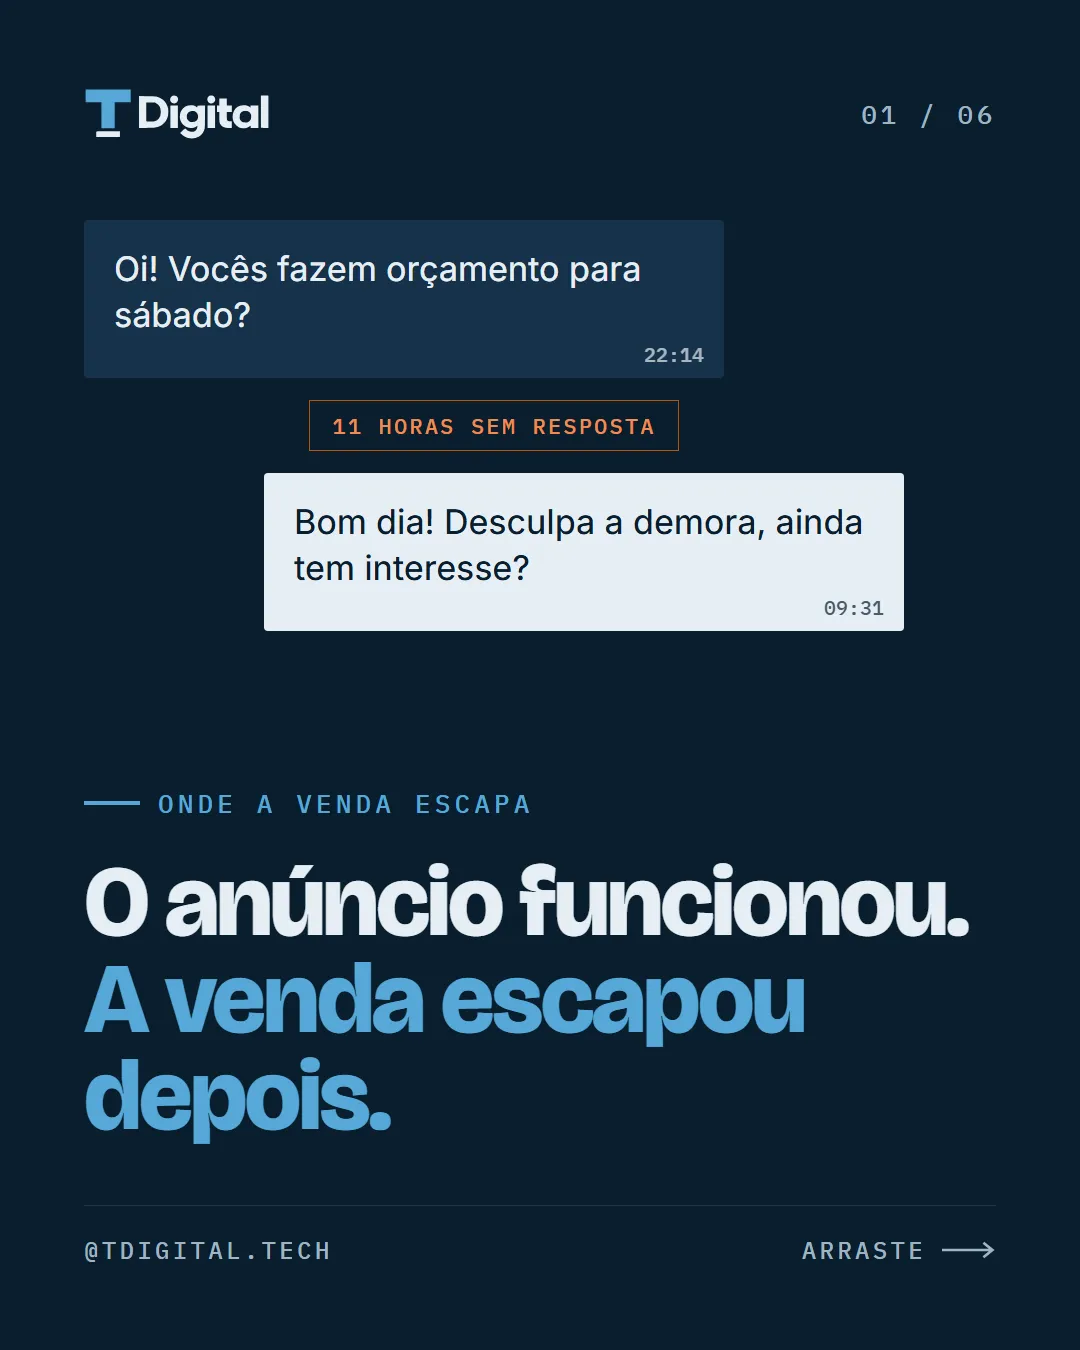 T Digital
01 / 06
Oi! Vocês fazem orçamento para
sábado?
22:14
11 HORAS SEM RESPOSTA
Bom dia! Desculpa a demora, ainda
tem interesse?
09:31
ONDE A VENDA ESCAPA
O anúncio funcionou.
A venda escapou
depois.
@TDIGITAL.TECH
ARRASTE